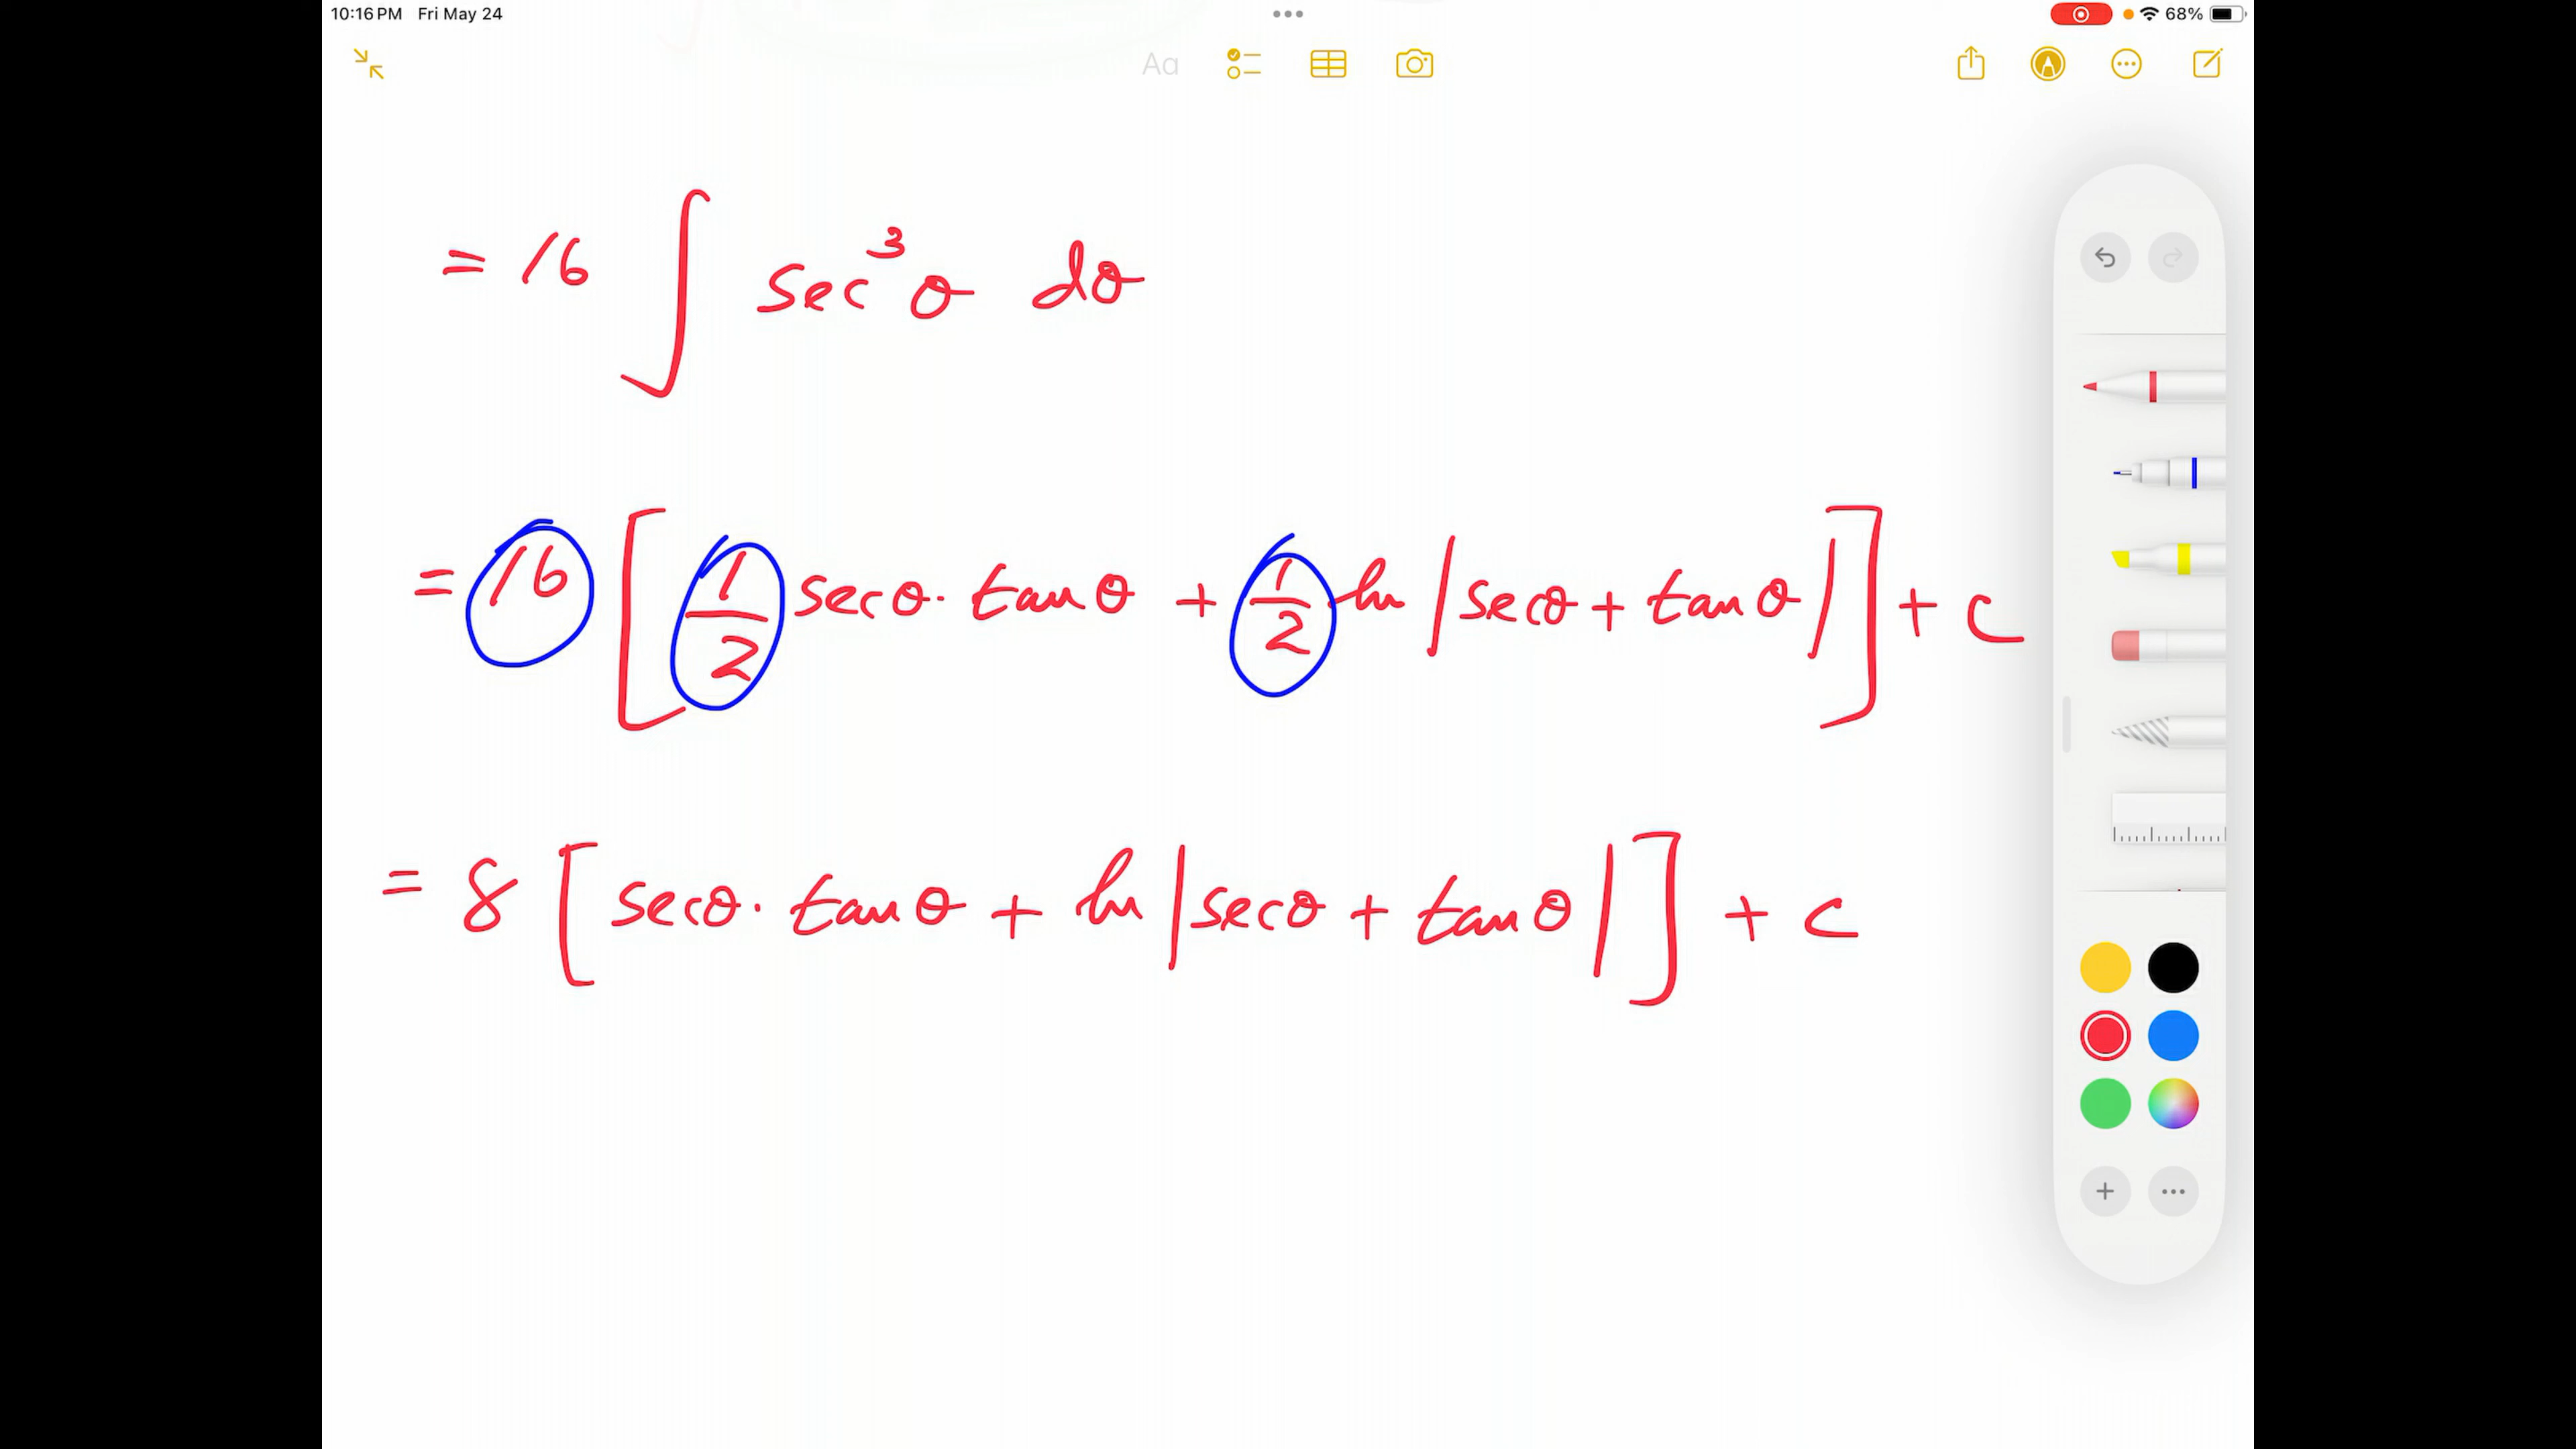 10:16 PM Fri May 24 68%
Aa
= 16 ∫ sec³θ dθ
= 16 [ 1/2 secθ · tanθ + 1/2 ln |secθ + tanθ| ] + c
= 8 [ secθ · tanθ + ln |secθ + tanθ| ] + c